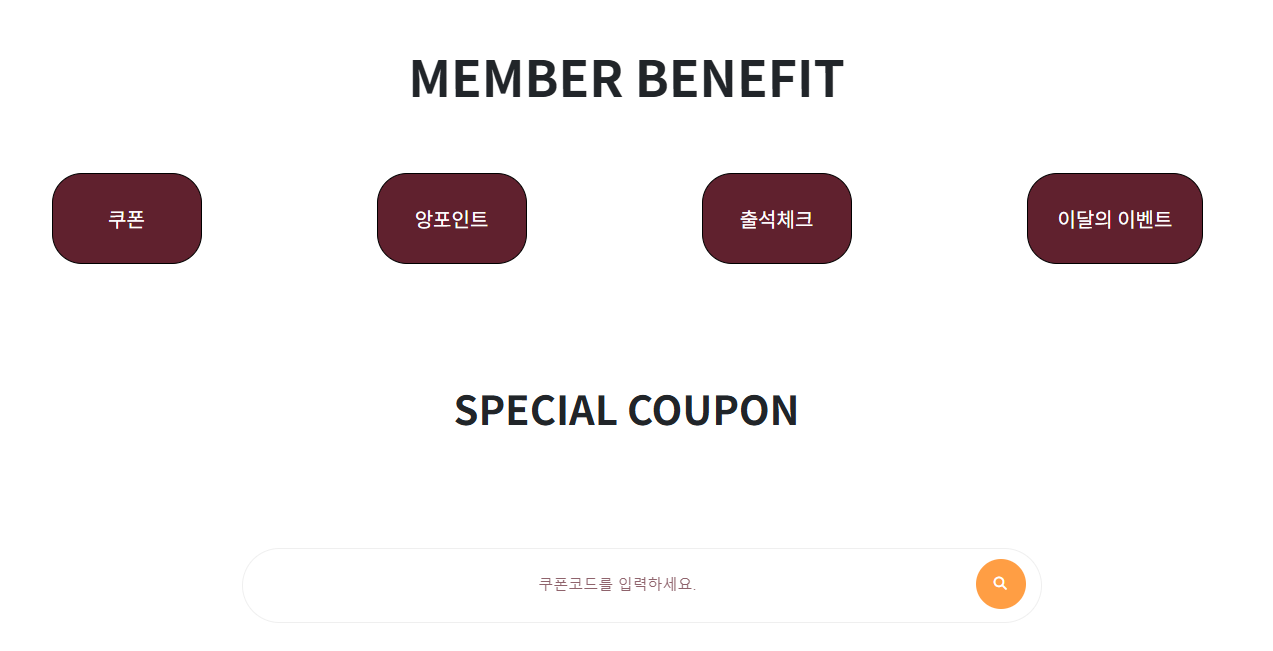 MEMBER BENEFIT
쿠폰 앙포인트 출석체크 이달의 이벤트
SPECIAL COUPON
쿠폰코드를 입력하세요.